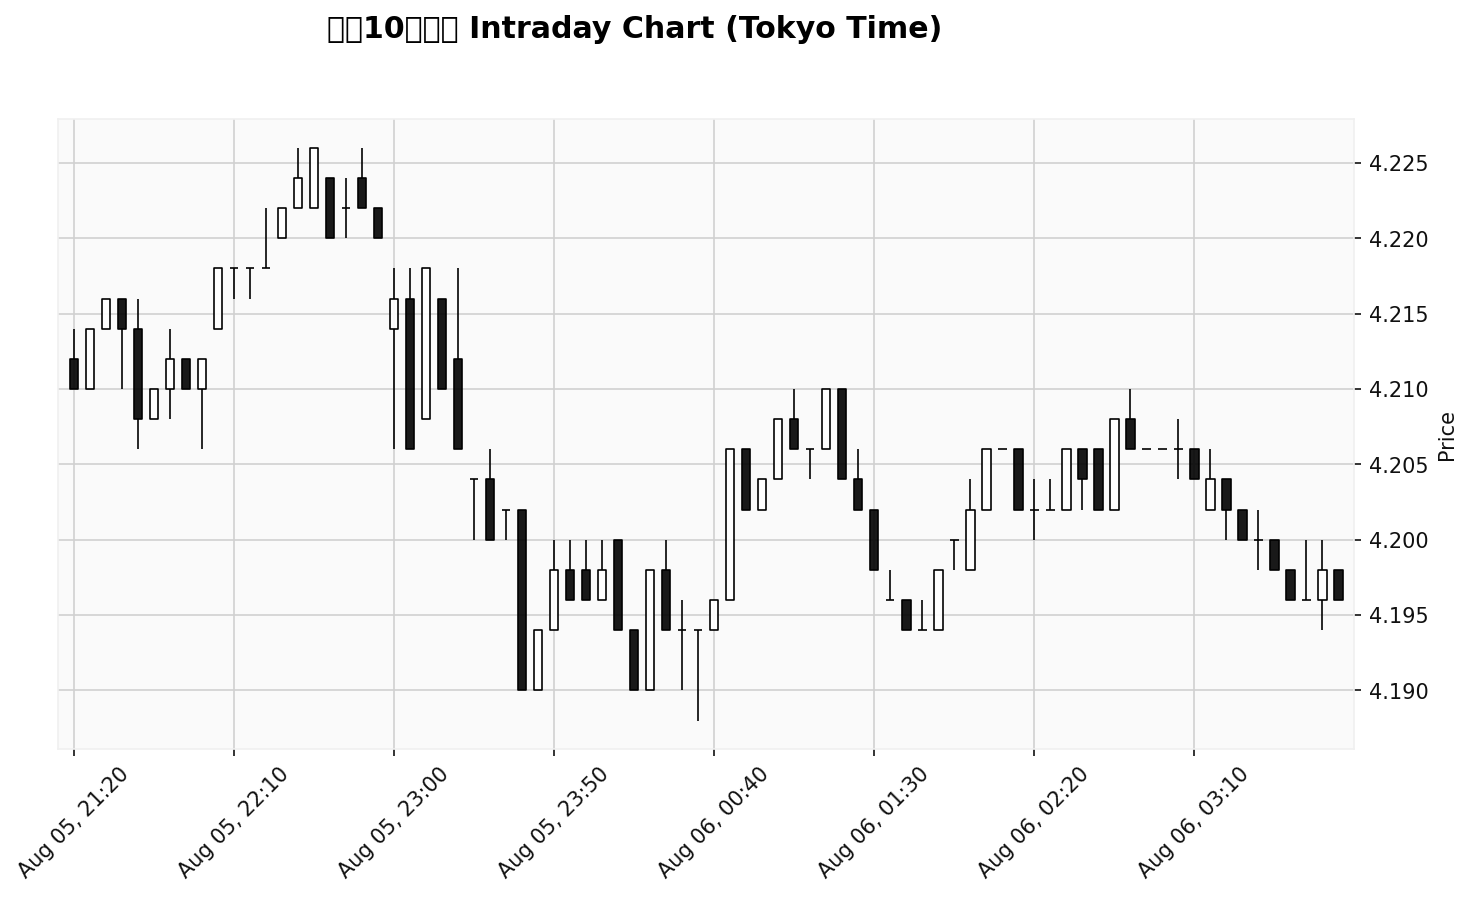 10 Intraday Chart (Tokyo Time)
4.225
4.220
4.215
4.210
4.205
4.200
4.195
4.190
Price
Aug 05, 21:20
Aug 05, 22:10
Aug 05, 23:00
Aug 05, 23:50
Aug 06, 00:40
Aug 06, 01:30
Aug 06, 02:20
Aug 06, 03:10